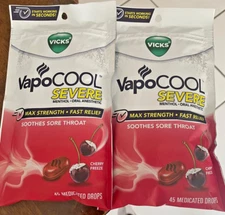 STARTS WORKING
IN SECONDS!
VICKS
VapoCOOL
SEVERE
MENTHOL • ORAL ANESTHETIC
MAX STRENGTH • FAST RELIEF
SOOTHES SORE THROAT
CHERRY
FREEZE
45 MEDICATED DROPS
IN SECONDS!
VICKS
VapoCOOL
SEVERE
MENTHOL • ORAL ANESTHETIC
MAX STRENGTH • FAST RELIEF
SOOTHES SORE THROAT
45 MEDICATED DROPS